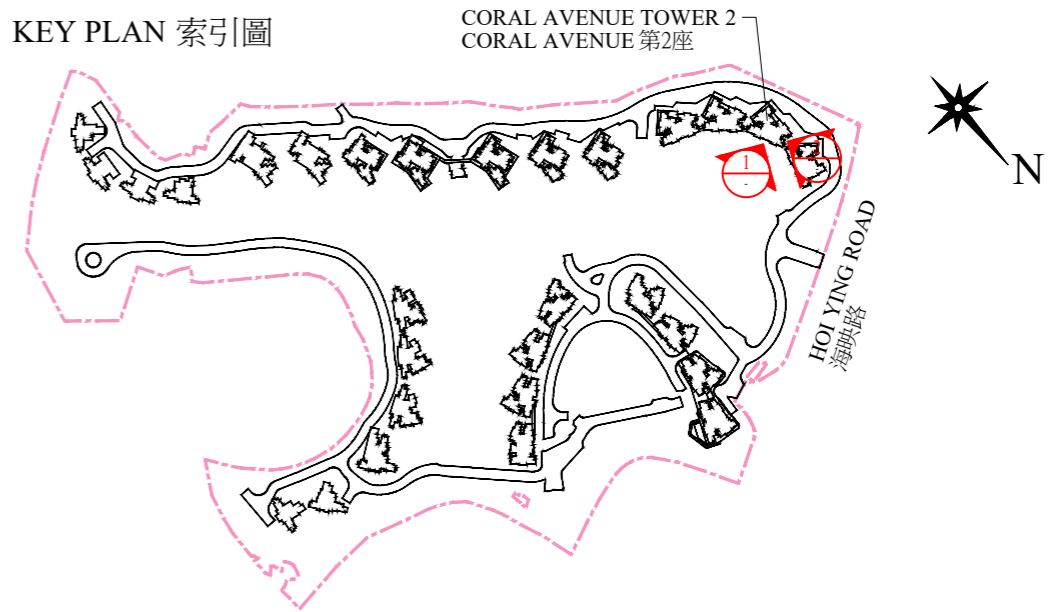 KEY PLAN 索引圖
CORAL AVENUE TOWER 2
CORAL AVENUE 第2座
1
-
1
N
HOI YING ROAD
海映路